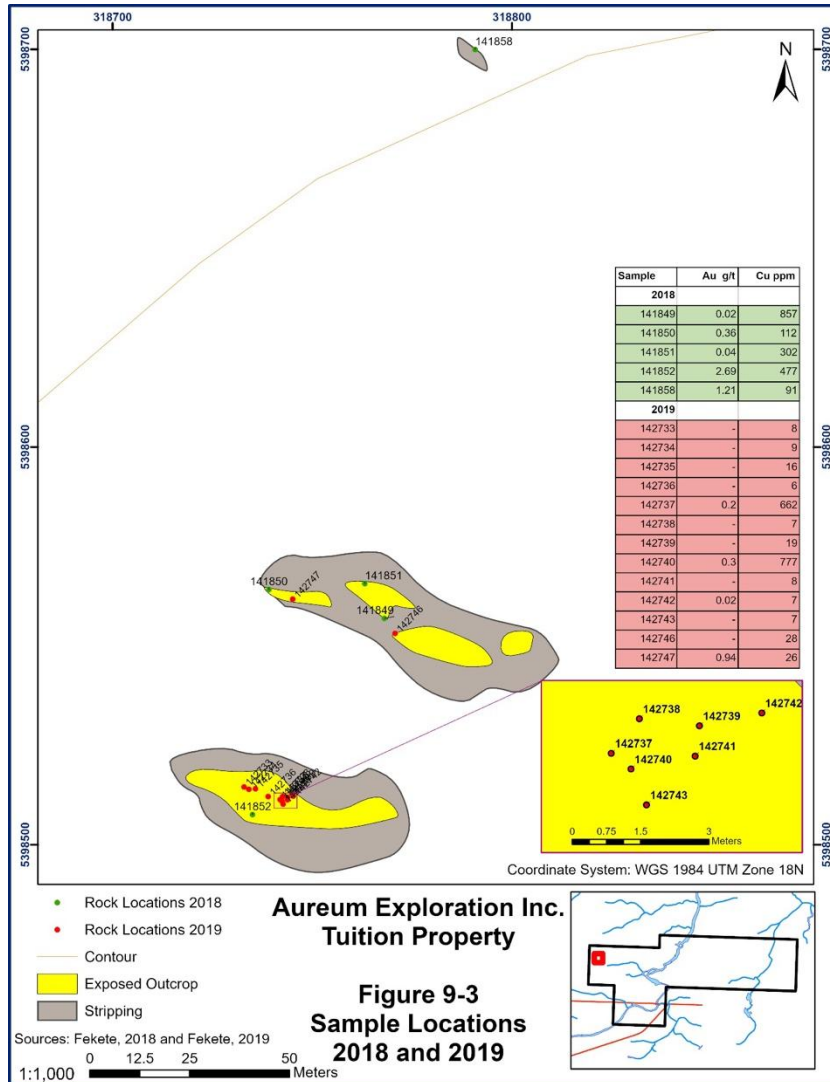 318700
318800
5398700
5398700
141858
N
Sample Au g/t Cu ppm
2018
141849 0.02 857
141850 0.36 112
141851 0.04 302
141852 2.69 477
141858 1.21 91
2019
142733 - 8
142734 - 9
142735 - 16
142736 - 6
142737 0.2 662
142738 - 7
142739 - 19
142740 0.3 777
142741 - 8
142742 0.02 7
142743 - 7
142746 - 28
142747 0.94 26
5398600
5398600
141850
142747
141851
141849
142746
142733
142735
142736
141852
142738
142742
142739
142737
142741
142740
142743
0 0.75 1.5 3
Meters
5398500
5398500
Coordinate System: WGS 1984 UTM Zone 18N
Rock Locations 2018
Rock Locations 2019
Contour
Exposed Outcrop
Stripping
Sources: Fekete, 2018 and Fekete, 2019
1:1,000
0 12.5 25 50
Meters
Aureum Exploration Inc.
Tuition Property
Figure 9-3
Sample Locations
2018 and 2019